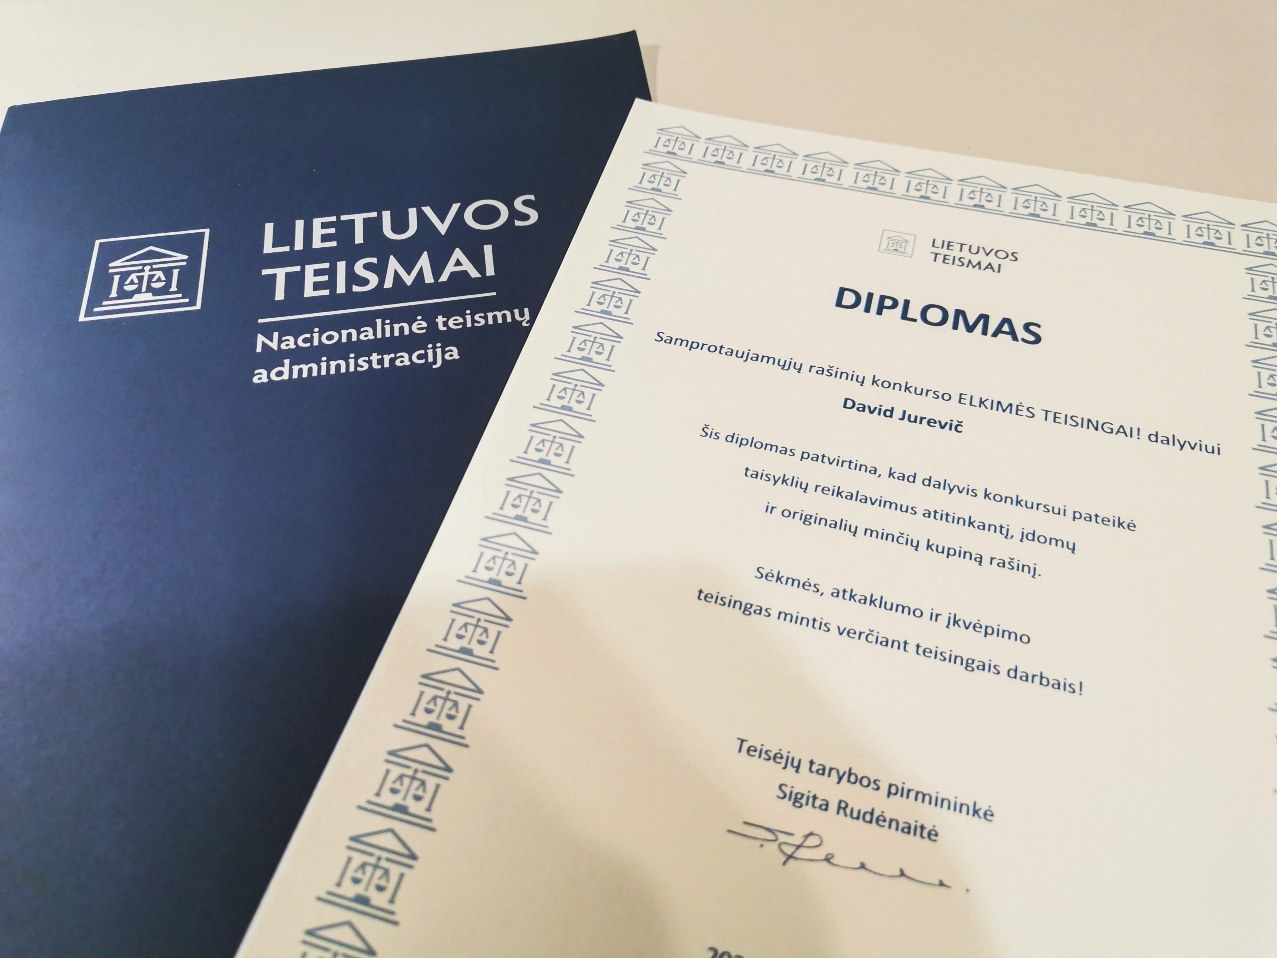 LIETUVOS
TEISMAI
Nacionalinė teismų
administracija
LIETUVOS
TEISMAI
DIPLOMAS
Samprotaujamųjų rašinių konkurso ELKIMĖS TEISINGAI! dalyviui
David Jurevič
Šis diplomas patvirtina, kad dalyvis konkursui pateikė
taisyklių reikalavimus atitinkantį, įdomų
ir originalių minčių kupiną rašinį.
Sėkmės, atkaklumo ir įkvėpimo
teisingas mintis verčiant teisingais darbais!
Teisėjų tarybos pirmininkė
Sigita Rudėnaitė